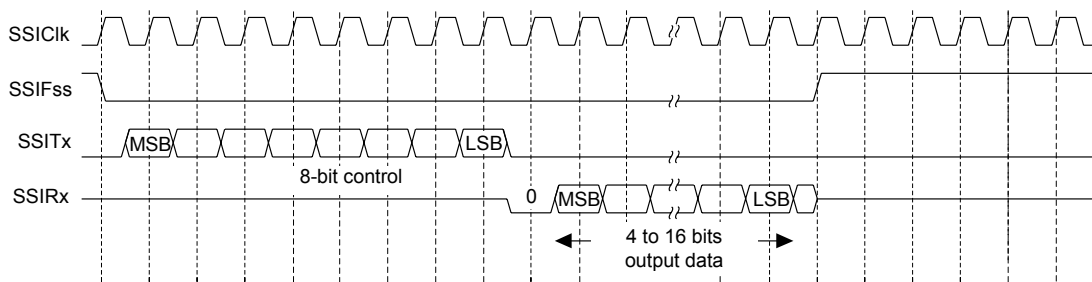 SSIClk
SSIFss
SSITx
MSB
LSB
8-bit control
SSIRx
0
MSB
LSB
4 to 16 bits
output data